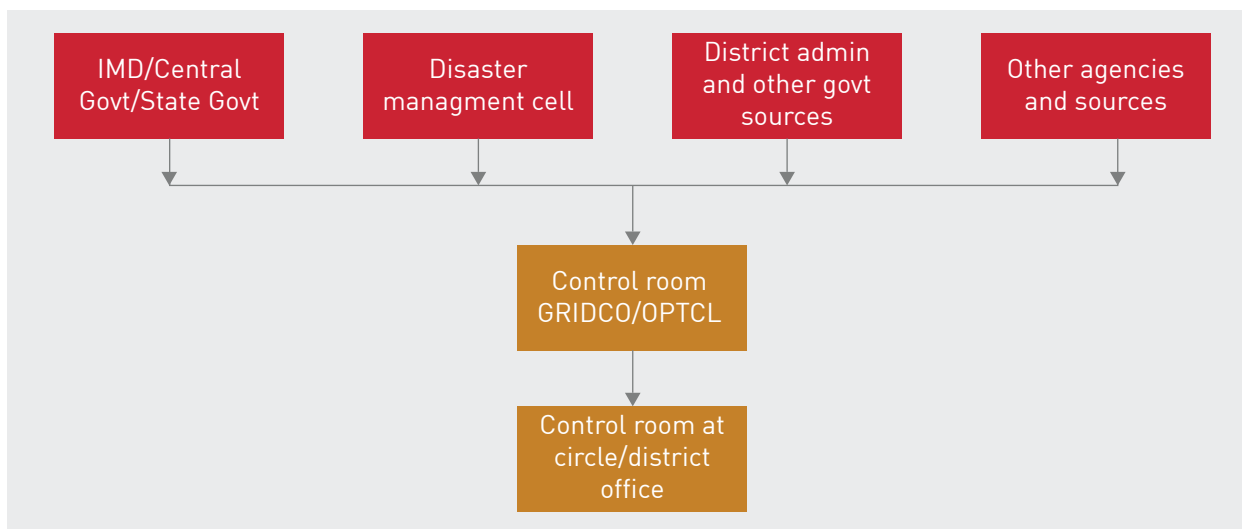 IMD/Central
Govt/State Govt
Disaster
managment cell
District admin
and other govt
sources
Other agencies
and sources
Control room
GRIDCO/OPTCL
Control room at
circle/district
office